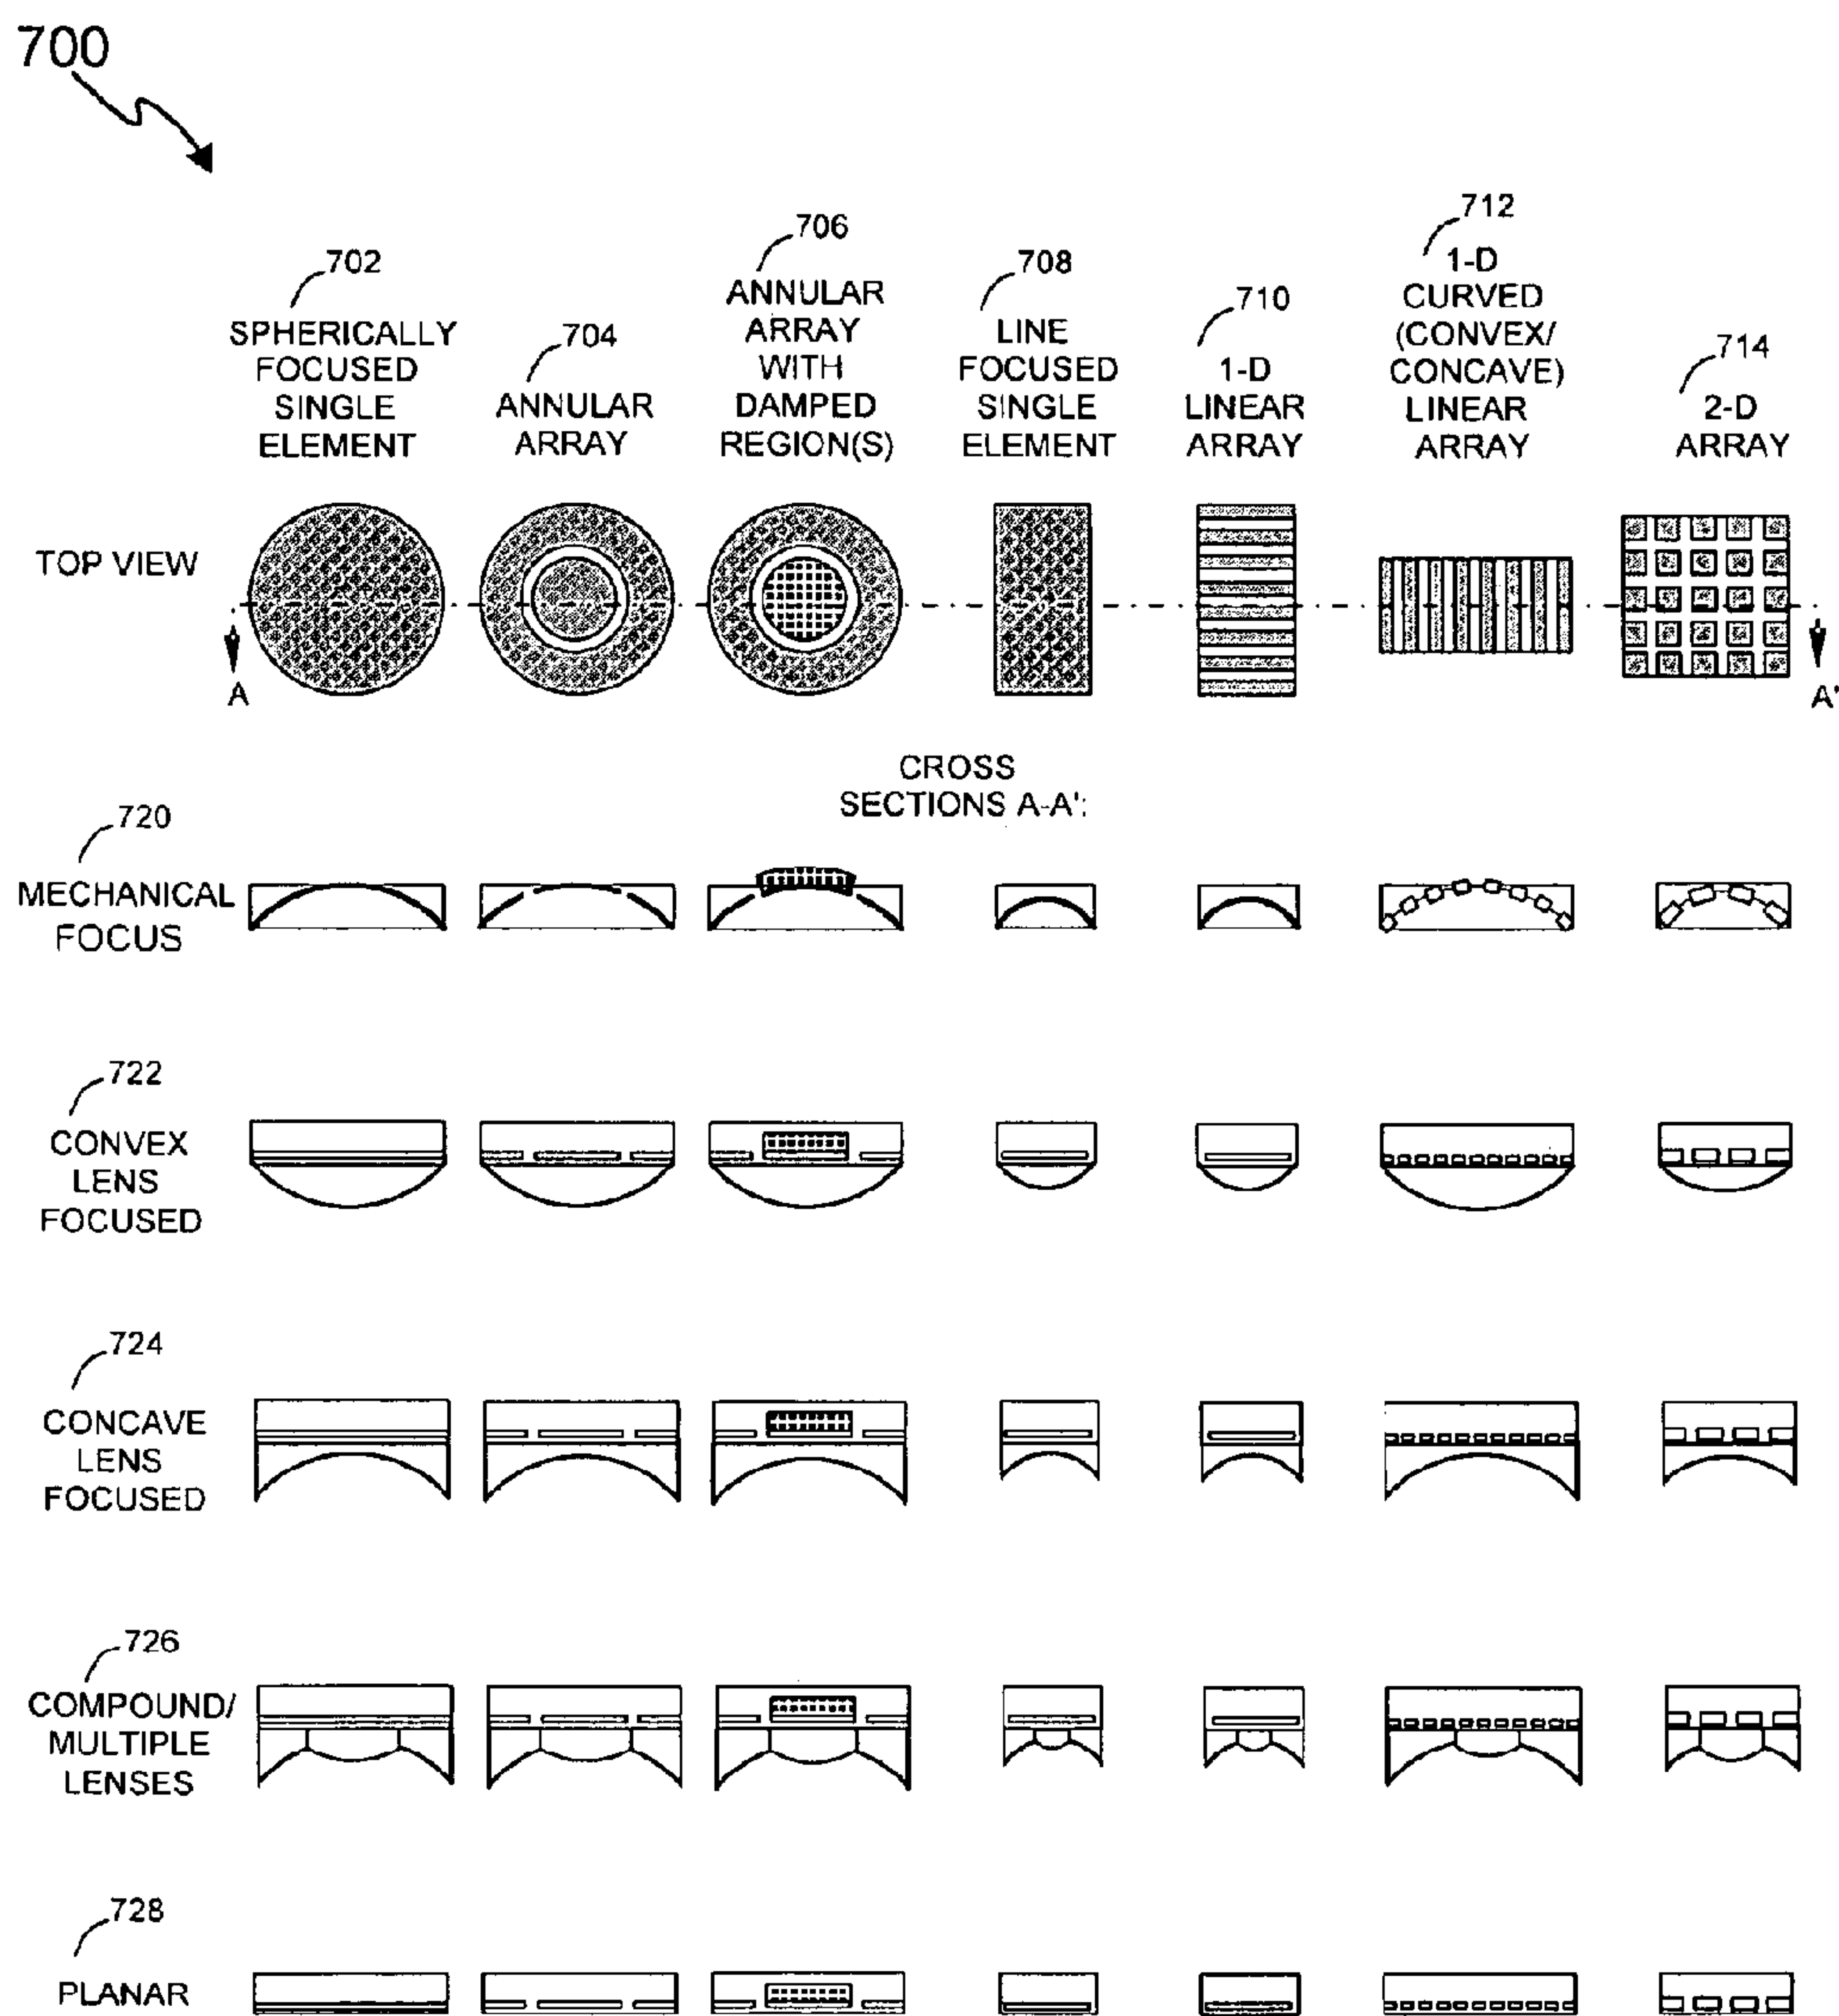 700
702
SPHERICALLY
FOCUSED
SINGLE
ELEMENT
704
ANNULAR
ARRAY
706
ANNULAR
ARRAY
WITH
DAMPED
REGION(S)
708
LINE
FOCUSED
SINGLE
ELEMENT
710
1-D
LINEAR
ARRAY
712
1-D
CURVED
(CONVEX/
CONCAVE)
LINEAR
ARRAY
714
2-D
ARRAY
TOP VIEW
A
A'
CROSS
SECTIONS A-A':
720
MECHANICAL
FOCUS
722
CONVEX
LENS
FOCUSED
724
CONCAVE
LENS
FOCUSED
726
COMPOUND/
MULTIPLE
LENSES
728
PLANAR